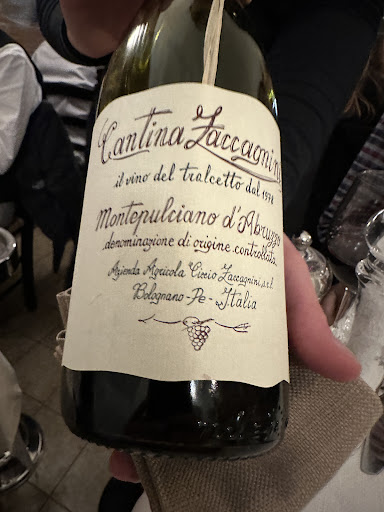 Cantina Zaccagnini
il vino del tralcetto dal 1978
Montepulciano d'Abruzzo
denominazione di origine controllata
Azienda Agricola "Ciccio Zaccagnini s.r.l.
Bolognano - Pe - Italia